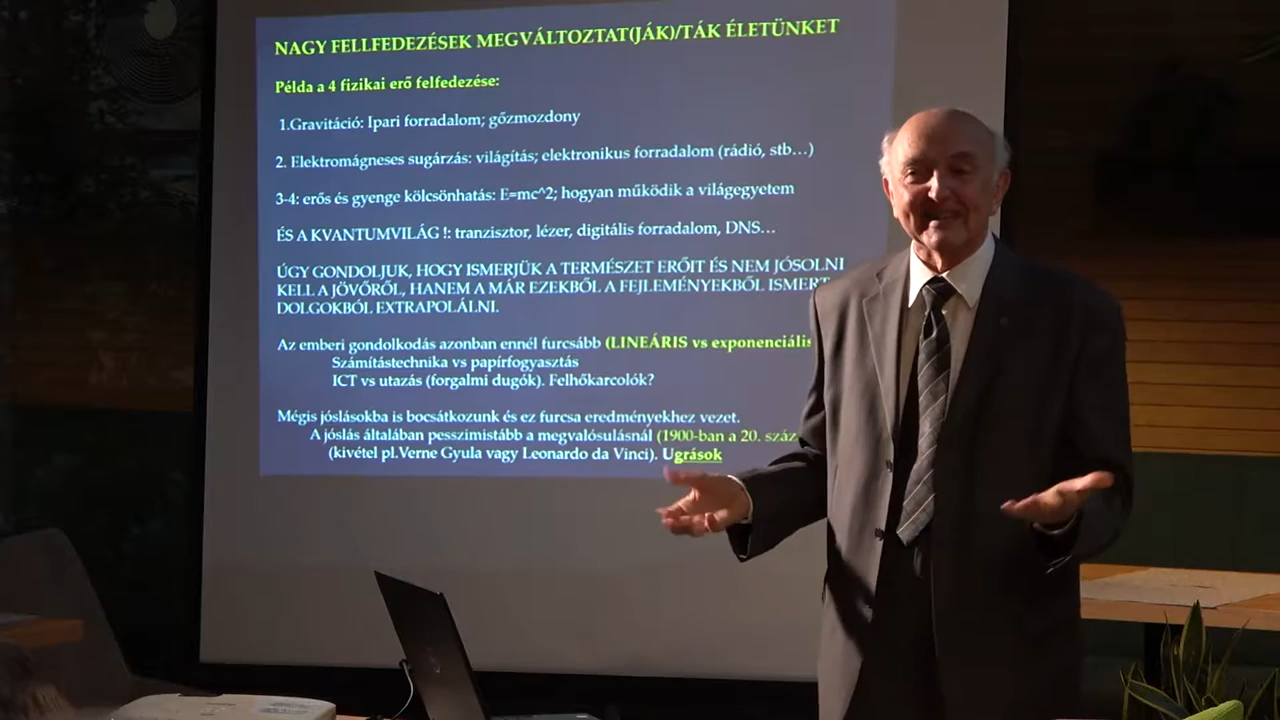 NAGY FELLFEDEZÉSEK MEGVÁLTOZTAT(JÁK)/TÁK ÉLETÜNKET
Példa a 4 fizikai erő felfedezése:
1.Gravitáció: Ipari forradalom; gőzmozdony
2. Elektromágneses sugárzás: világítás; elektronikus forradalom (rádió, stb…)
3-4: erős és gyenge kölcsönhatás: E=mc^2; hogyan működik a világegyetem
ÉS A KVANTUMVILÁG !: tranzisztor, lézer, digitális forradalom, DNS…
ÚGY GONDOLJUK, HOGY ISMERJÜK A TERMÉSZET ERŐIT ÉS NEM JÓSOLNI
KELL A JÖVŐRŐL, HANEM A MÁR EZEKBŐL A FEJLEMÉNYEKBŐL ISMERT
DOLGOKBÓL EXTRAPOLÁLNI.
Az emberi gondolkodás azonban ennél furcsább (LINEÁRIS vs exponenciális
Számítástechnika vs papírfogyasztás
ICT vs utazás (forgalmi dugók). Felhőkarcolók?
Mégis jóslásokba is bocsátkozunk és ez furcsa eredményekhez vezet.
A jóslás általában pesszimistább a megvalósulásnál (1900-ban a 20. száz
(kivétel pl.Verne Gyula vagy Leonardo da Vinci). Ugrások